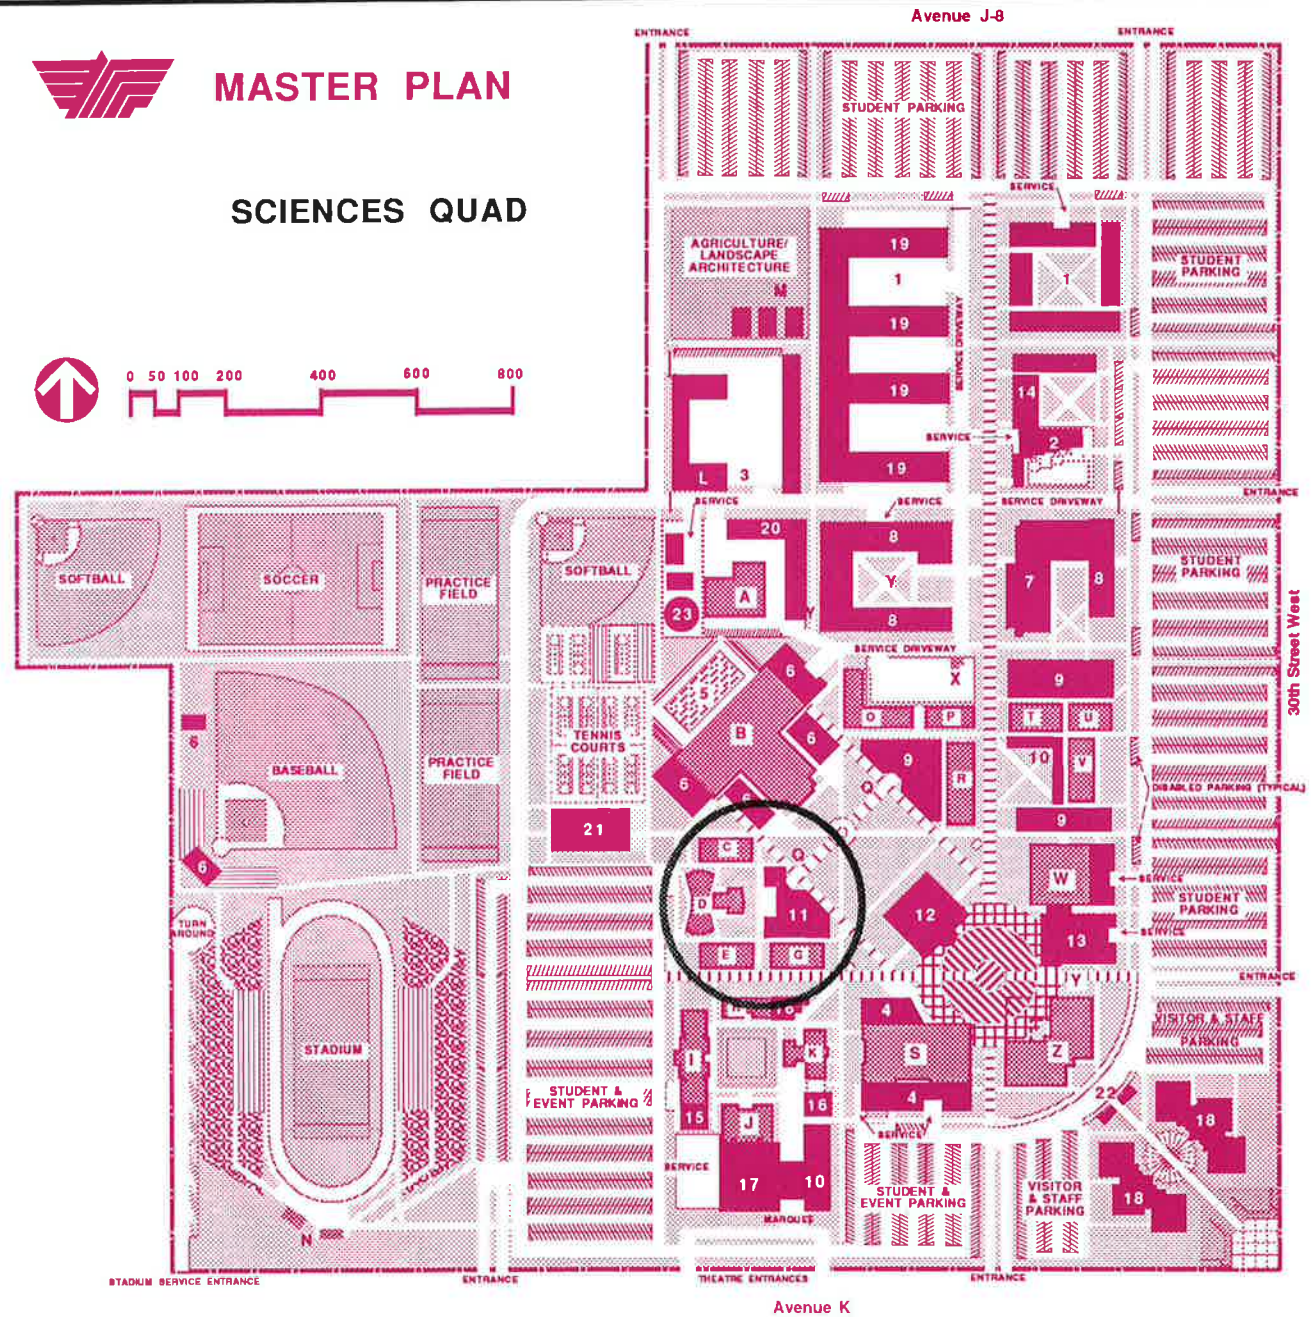 Avenue J-8
ENTRANCE
ENTRANCE
MASTER PLAN
STUDENT PARKING
SERVICE
SCIENCES QUAD
AGRICULTURE/
LANDSCAPE
ARCHITECTURE
M
19
1
1
STUDENT
PARKING
19
SERVICE DRIVEWAY
0 50 100 200 400 600 800
19
14
SERVICE
2
L
3
19
ENTRANCE
SERVICE
SERVICE
SERVICE DRIVEWAY
20
8
SOFTBALL
SOCCER
PRACTICE
FIELD
SOFTBALL
A
Y
7
8
STUDENT
PARKING
23
Y
8
30th Street West
SERVICE DRIVEWAY
6
X
9
5
O
P
T
U
6
B
6
TENNIS
COURTS
BASEBALL
PRACTICE
FIELD
9
R
10
V
6
Q
6
DISABLED PARKING (TYPICAL)
21
9
C
Q
6
W
SERVICE
D
11
12
STUDENT
PARKING
TURN
AROUND
13
SERVICE
E
G
ENTRANCE
Y
4
16
VISITOR & STAFF
PARKING
STADIUM
I
K
S
Z
STUDENT &
EVENT PARKING
4
22
15
16
18
J
SERVICE
SERVICE
17
10
STUDENT &
EVENT PARKING
VISITOR
& STAFF
PARKING
18
MARQUEE
N
STADIUM SERVICE ENTRANCE
ENTRANCE
THEATRE ENTRANCES
ENTRANCE
Avenue K